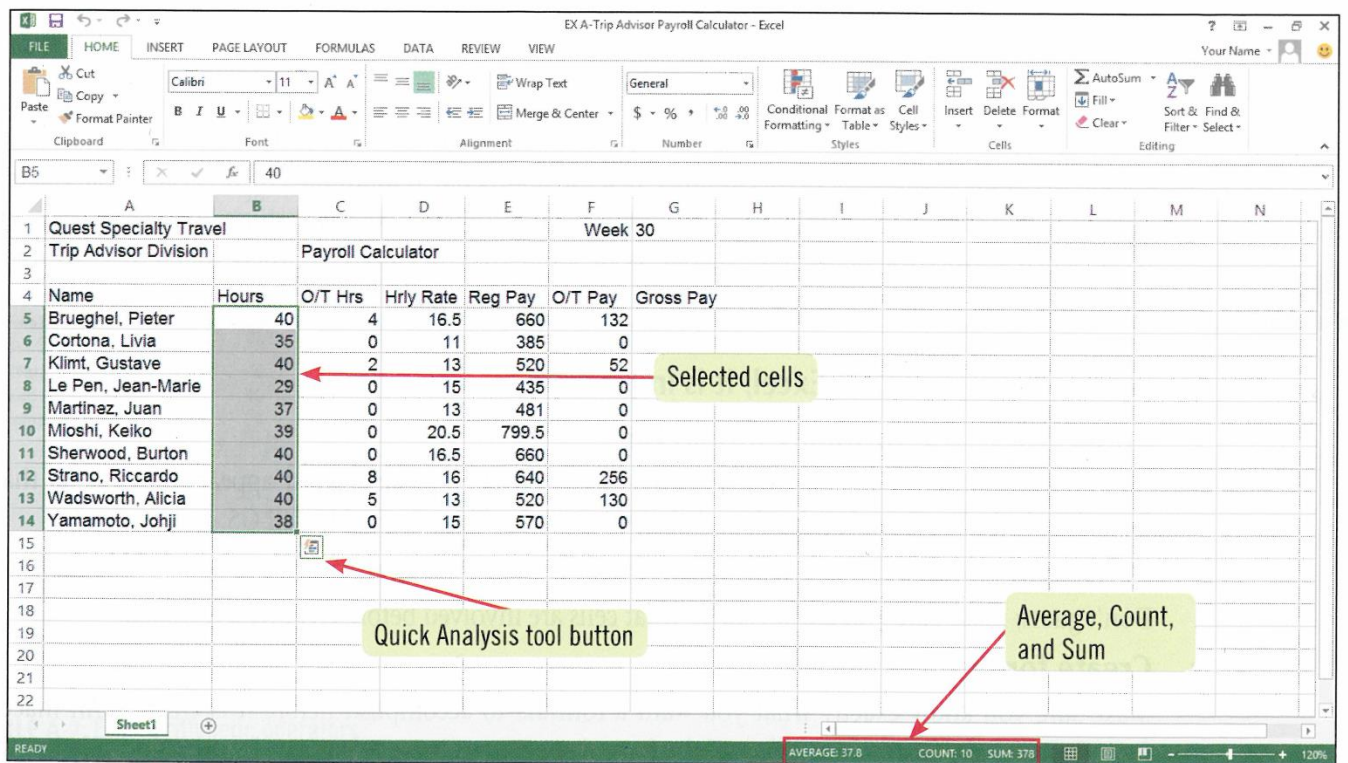 EX A-Trip Advisor Payroll Calculator - Excel
FILE HOME INSERT PAGE LAYOUT FORMULAS DATA REVIEW VIEW Your Name
Cut
Copy
Format Painter
Paste
Clipboard
Calibri 11
B I U
Font
Wrap Text
Merge & Center
Alignment
General
$ % ,
Number
Conditional Formatting
Format as Table
Cell Styles
Styles
Insert Delete Format
Cells
AutoSum
Fill
Clear
Sort & Filter
Find & Select
Editing
B5 fx 40
A B C D E F G H I J K L M N
1 Quest Specialty Travel Week 30
2 Trip Advisor Division Payroll Calculator
3
4 Name Hours O/T Hrs Hrly Rate Reg Pay O/T Pay Gross Pay
5 Brueghel, Pieter 40 4 16.5 660 132
6 Cortona, Livia 35 0 11 385 0
7 Klimt, Gustave 40 2 13 520 52
8 Le Pen, Jean-Marie 29 0 15 435 0
9 Martinez, Juan 37 0 13 481 0
10 Mioshi, Keiko 39 0 20.5 799.5 0
11 Sherwood, Burton 40 0 16.5 660 0
12 Strano, Riccardo 40 8 16 640 256
13 Wadsworth, Alicia 40 5 13 520 130
14 Yamamoto, Johji 38 0 15 570 0
15
16
17
18
19
20
21
22
Selected cells
Quick Analysis tool button
Average, Count,
and Sum
Sheet1
READY AVERAGE: 37.8 COUNT: 10 SUM: 378 120%